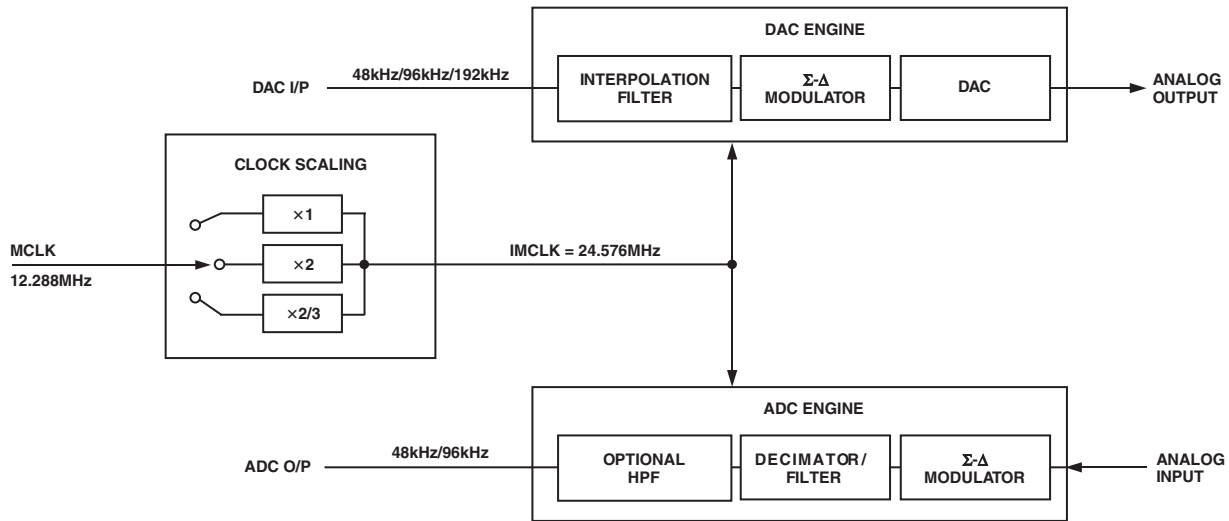 DAC ENGINE
DAC I/P
48kHz/96kHz/192kHz
INTERPOLATION
FILTER
Σ-Δ
MODULATOR
DAC
ANALOG
OUTPUT
CLOCK SCALING
×1
MCLK
12.288MHz
×2
IMCLK = 24.576MHz
×2/3
ADC ENGINE
ADC O/P
48kHz/96kHz
OPTIONAL
HPF
DECIMATOR/
FILTER
Σ-Δ
MODULATOR
ANALOG
INPUT